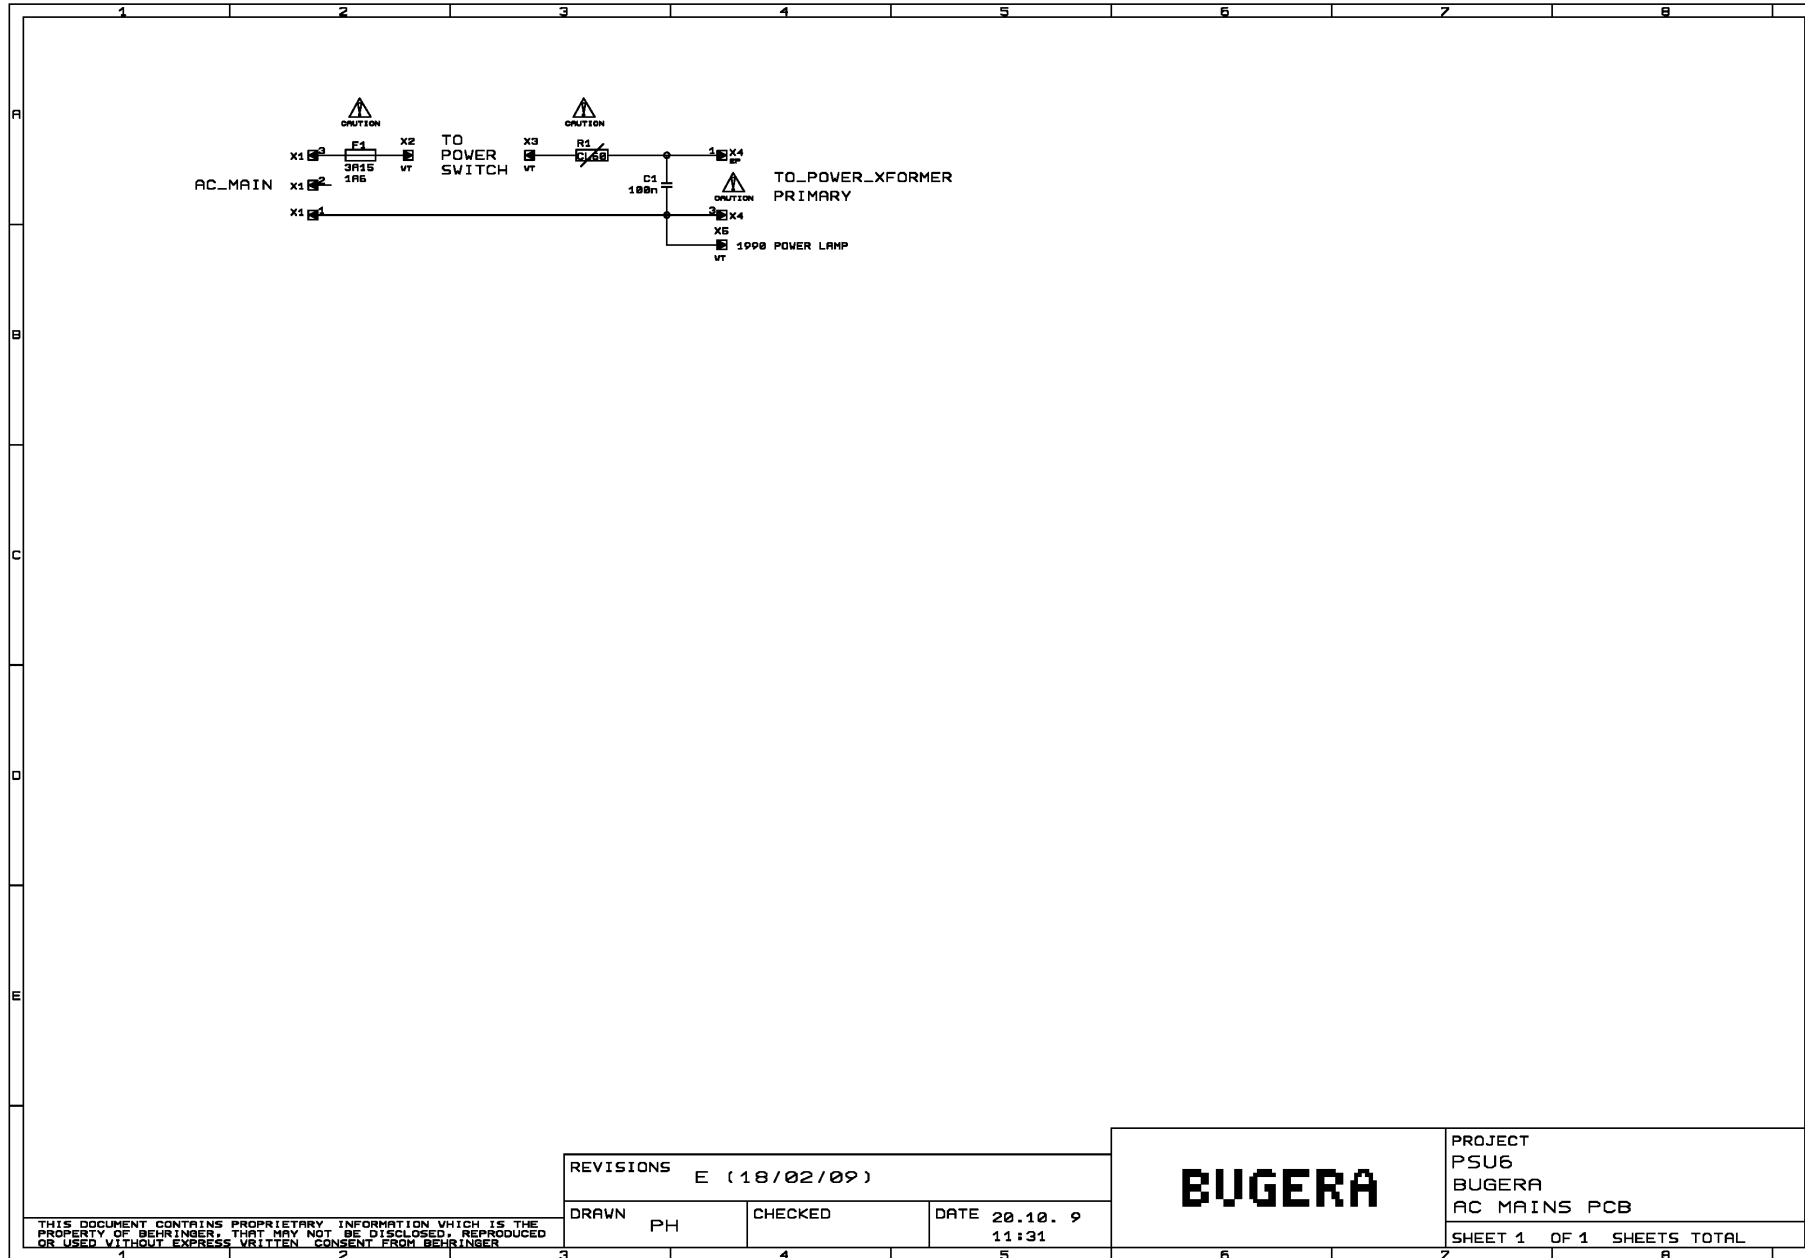 1 2 3 4 5 6 7 8
A
CAUTION CAUTION
X1 3 F1 X2 TO X3 R1 1 X4
3A15 WT POWER WT CL60
1A6 SWITCH
AC_MAIN X1 2
C1
100n
CAUTION
TO_POWER_XFORMER
PRIMARY
X1 1 3 X4
X5
1990 POWER LAMP
WT
B
C
D
E
REVISIONS E (18/02/09)
DRAWN PH
CHECKED
DATE 20.10. 9
11:31
BUGERA
PROJECT
PSU6
BUGERA
AC MAINS PCB
SHEET 1 OF 1 SHEETS TOTAL
THIS DOCUMENT CONTAINS PROPRIETARY INFORMATION WHICH IS THE
PROPERTY OF BEHRINGER, THAT MAY NOT BE DISCLOSED, REPRODUCED
OR USED WITHOUT EXPRESS WRITTEN CONSENT FROM BEHRINGER
1 2 3 4 5 6 7 8